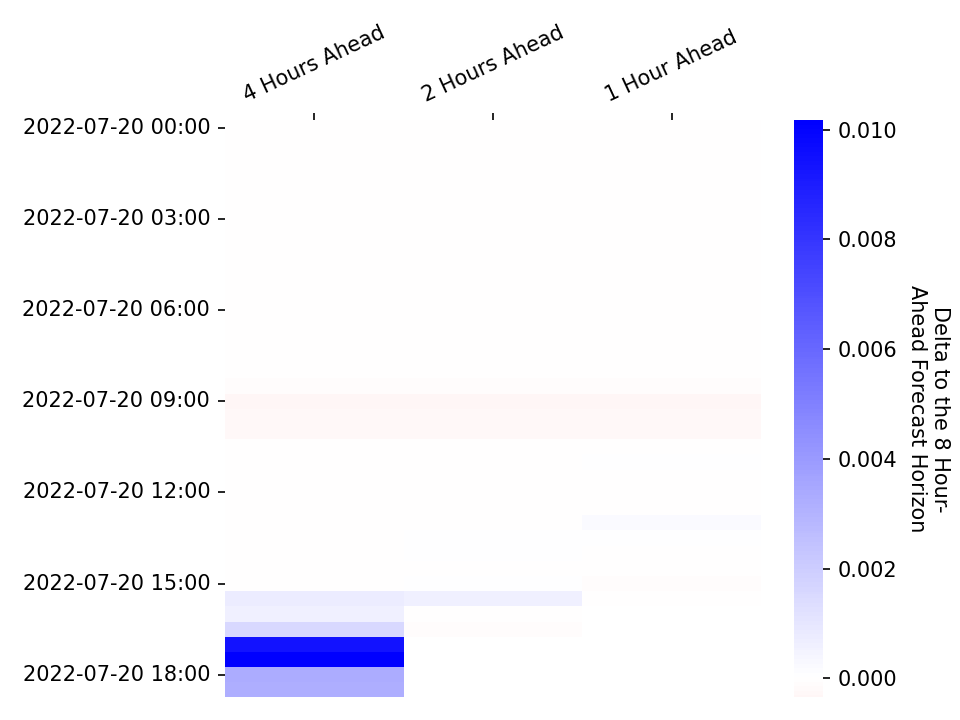 4 Hours Ahead
2 Hours Ahead
1 Hour Ahead
2022-07-20 00:00
2022-07-20 03:00
2022-07-20 06:00
2022-07-20 09:00
2022-07-20 12:00
2022-07-20 15:00
2022-07-20 18:00
0.010
0.008
0.006
0.004
0.002
0.000
Delta to the 8 Hour-
Ahead Forecast Horizon